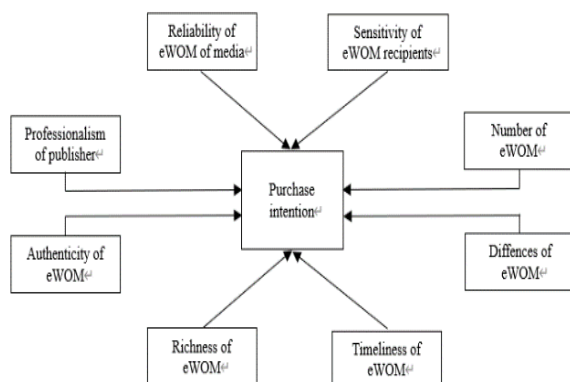 Reliability of
eWOM of media
Sensitivity of
eWOM recipients
Professionalism
of publisher
Number of
eWOM
Purchase
intention
Authenticity of
eWOM
Diffences of
eWOM
Richness of
eWOM
Timeliness of
eWOM